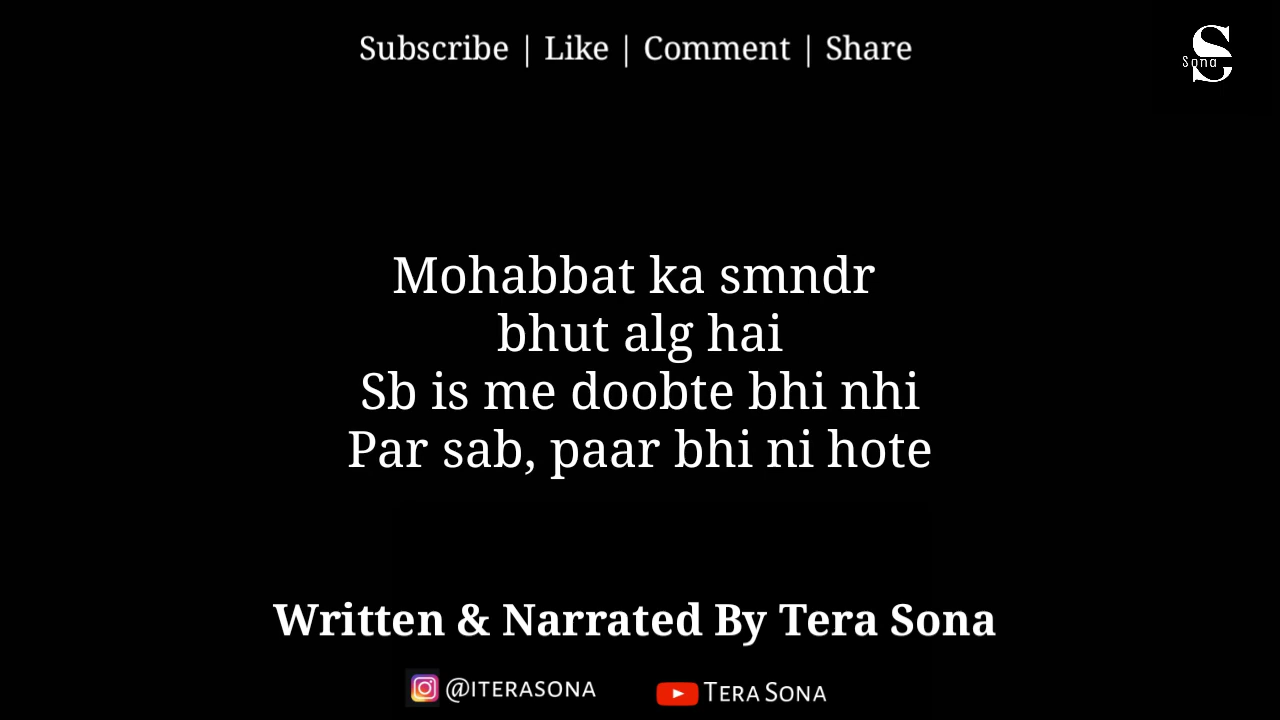 Subscribe | Like | Comment | Share
S
Sona
Mohabbat ka smndr
bhut alg hai
Sb is me doobte bhi nhi
Par sab, paar bhi ni hote
Written & Narrated By Tera Sona
@iterasona
Tera Sona